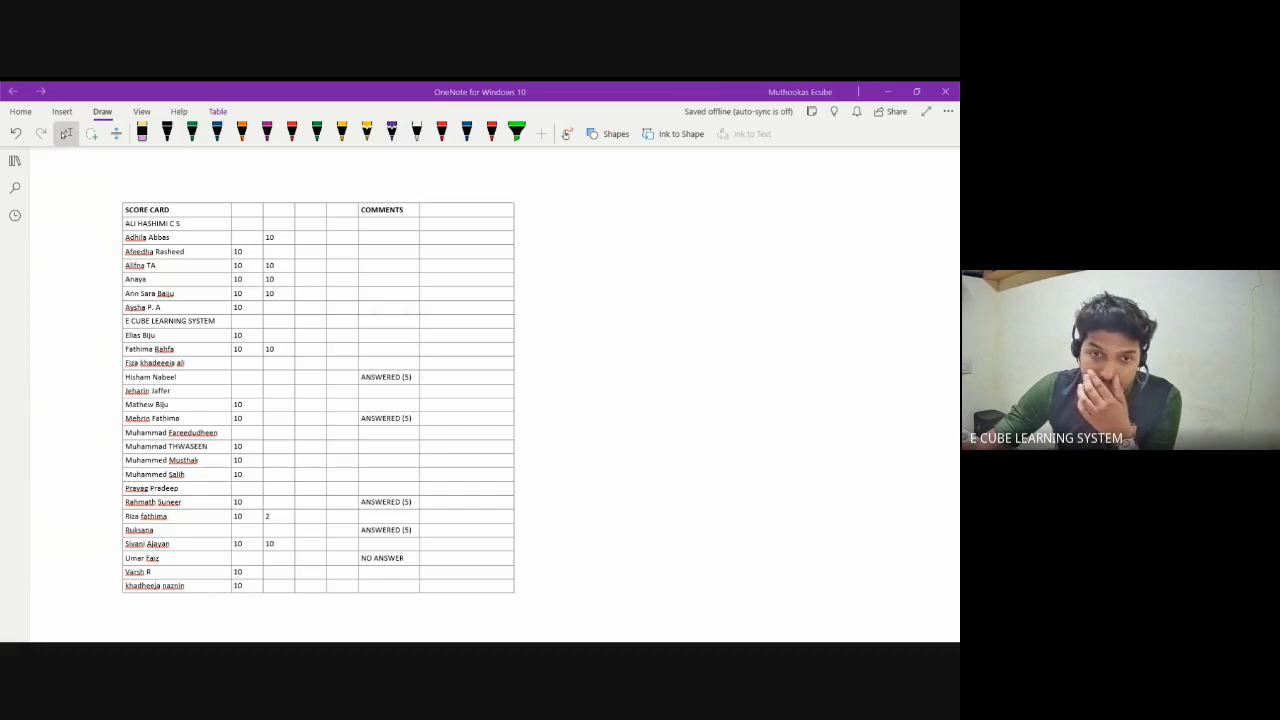 OneNote for Windows 10
Muthookas Ecube
Home Insert Draw View Help Table
Saved offline (auto-sync is off)
Share
Shapes
Ink to Shape
Ink to Text
SCORE CARD COMMENTS
ALI HASHIMI C S
Adhila Abbas 10
Afeedha Rasheed 10
Alifna TA 10 10
Anaya 10 10
Ann Sara Baiju 10 10
Aysha P. A 10
E CUBE LEARNING SYSTEM
Elias Biju 10
Fathima Rahfa 10 10
Fiza khadeeeja ali
Hisham Nabeel ANSWERED (5)
Jeharin Jaffer
Mathew Biju 10
Mehrin Fathima 10 ANSWERED (5)
Muhammad Fareedudheen
Muhammad THWASEEN 10
Muhammed Musthak 10
Muhammed Salih 10
Prayag Pradeep
Rahmath Suneer 10 ANSWERED (5)
Riza fathima 10 2
Ruksana ANSWERED (5)
Sivani Ajayan 10 10
Umar Faiz NO ANSWER
Varsh R 10
khadheeja naznin 10
E CUBE LEARNING SYSTEM